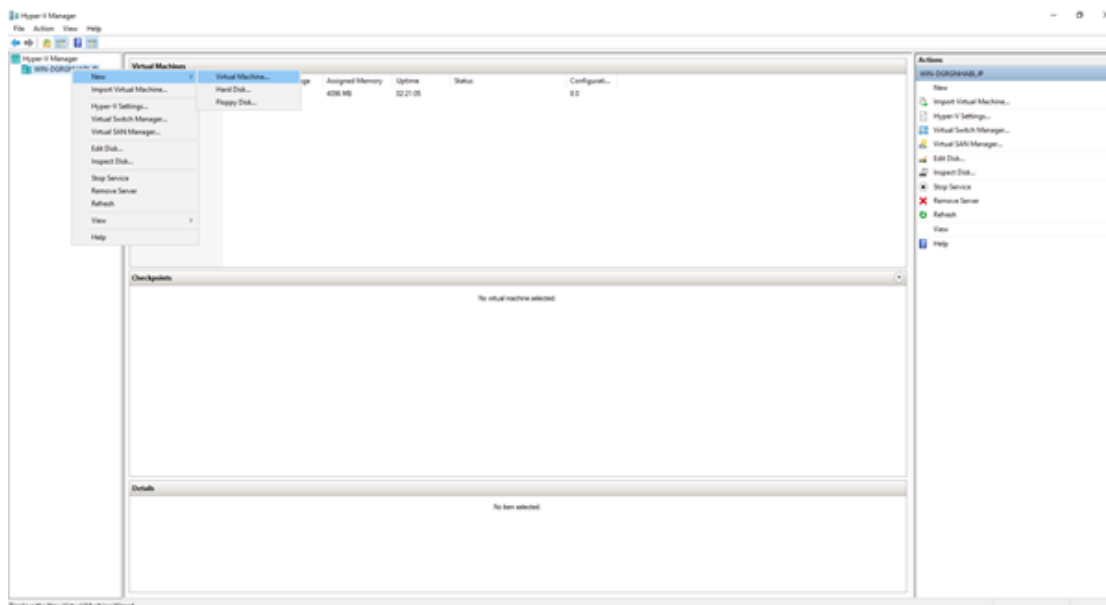 Hyper-V Manager
File Action View Help
Hyper-V Manager
Virtual Machines
New
Virtual Machine...
Hard Disk...
Floppy Disk...
Import Virtual Machine...
Hyper-V Settings...
Virtual Switch Manager...
Virtual SAN Manager...
Edit Disk...
Inspect Disk...
Stop Service
Remove Server
Refresh
View
Help
Assigned Memory Uptime Status Configurati...
4096 MB 02:21:05 8.0
Checkpoints
No virtual machine selected.
Details
No item selected.
Actions
New
Import Virtual Machine...
Hyper-V Settings...
Virtual Switch Manager...
Virtual SAN Manager...
Edit Disk...
Inspect Disk...
Stop Service
Remove Server
Refresh
View
Help